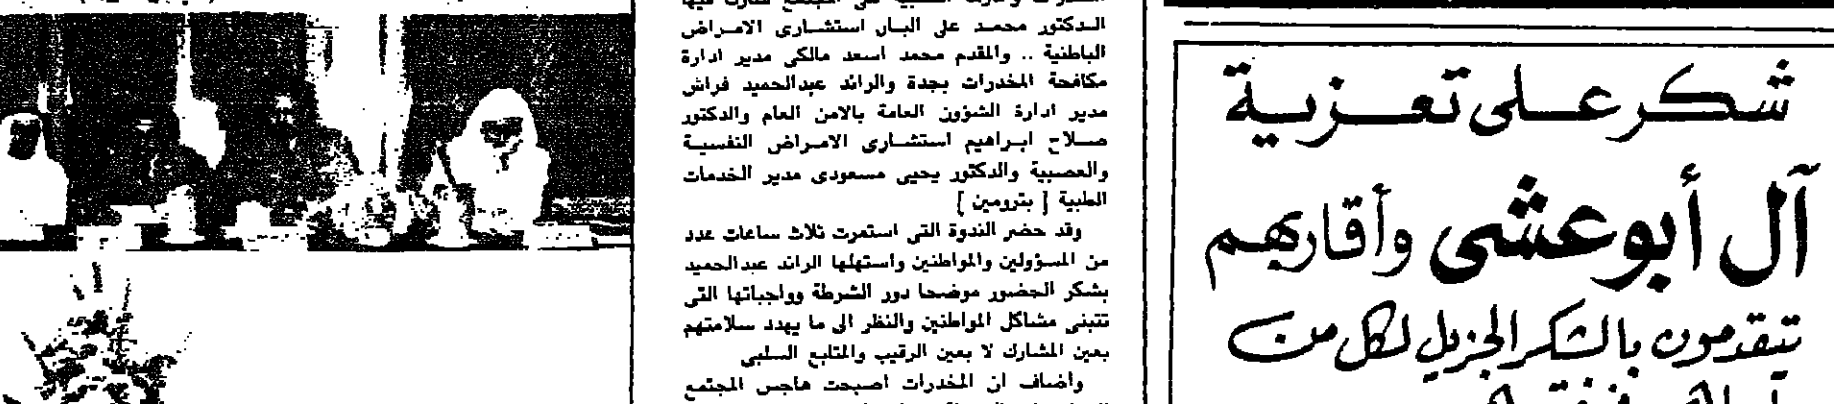 شكر على تعزية
آل أبو عشى وأقاربهم
يتقدمون بالشكر الجزيل لكل من
الدكتور محمد على البار استشارى الامراض
الباطنية .. والمقدم محمد اسعد مالكى مدير ادارة
مكافحة المخدرات بجدة والرائد عبدالحميد فراش
مدير ادارة الشؤون العامة بالامن العام والدكتور
صلاح ابراهيم استشارى الامراض النفسية
والعصبية والدكتور يحيى مسعودى مدير الخدمات
الطبية [ بترومين ]
وقد حضر الندوة التى استمرت ثلاث ساعات عدد
من المسؤولين والمواطنين واستهلها الرائد عبدالحميد
بشكر الحضور موضحا دور الشرطة وواجباتها التى
تتبنى مشاكل المواطنين والنظر الى ما يهدد سلامتهم
بعين المشارك لا بعين الرقيب والمتابع السلبى
وأضاف ان المخدرات اصبحت هاجس المجتمع